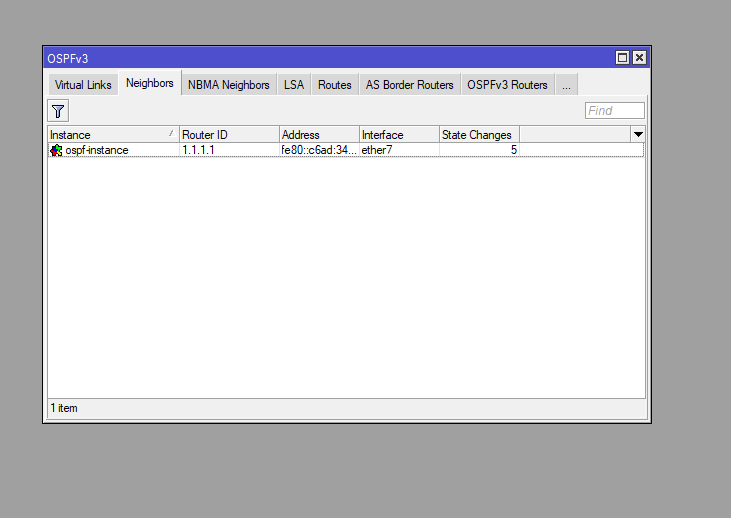 OSPFv3
Virtual Links Neighbors NBMA Neighbors LSA Routes AS Border Routers OSPFv3 Routers ...
Find
Instance Router ID Address Interface State Changes
ospf-instance 1.1.1.1 fe80::c6ad:34... ether7 5
1 item